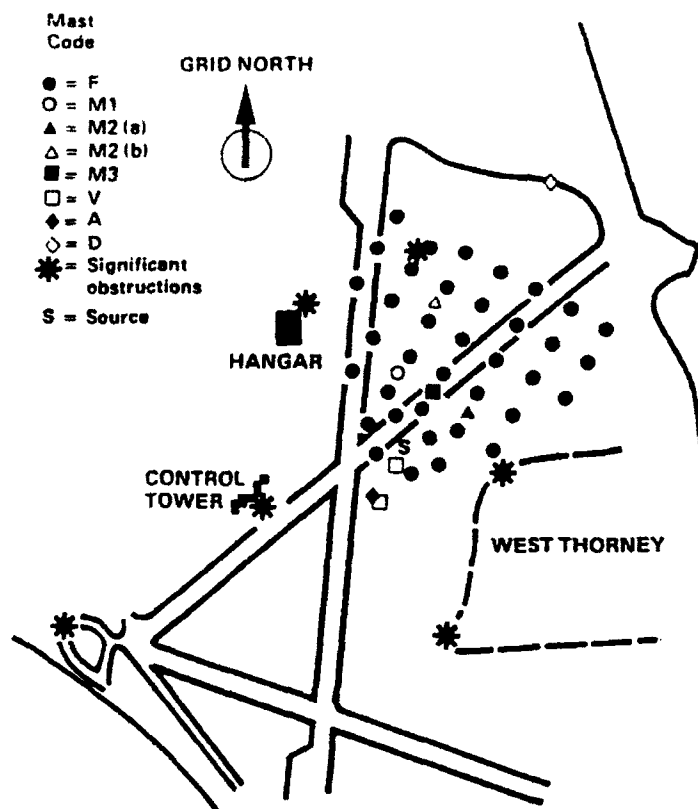 Mast
Code
● = F
○ = M1
▲ = M2(a)
△ = M2(b)
■ = M3
□ = V
◆ = A
◇ = D
✳ = Significant
obstructions
S = Source
GRID NORTH
HANGAR
S
CONTROL
TOWER
WEST THORNEY